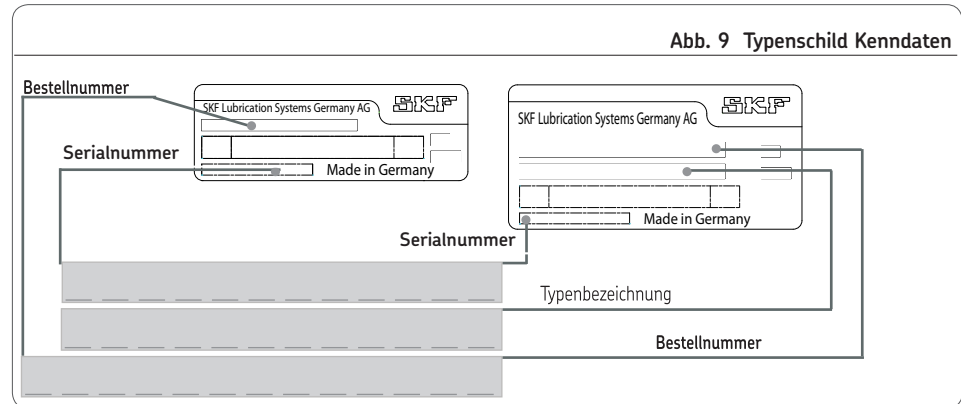 Abb. 9 Typenschild Kenndaten
Bestellnummer
SKF Lubrication Systems Germany AG
SKF
Serialnummer
Made in Germany
SKF Lubrication Systems Germany AG
SKF
Made in Germany
Serialnummer
Typenbezeichnung
Bestellnummer